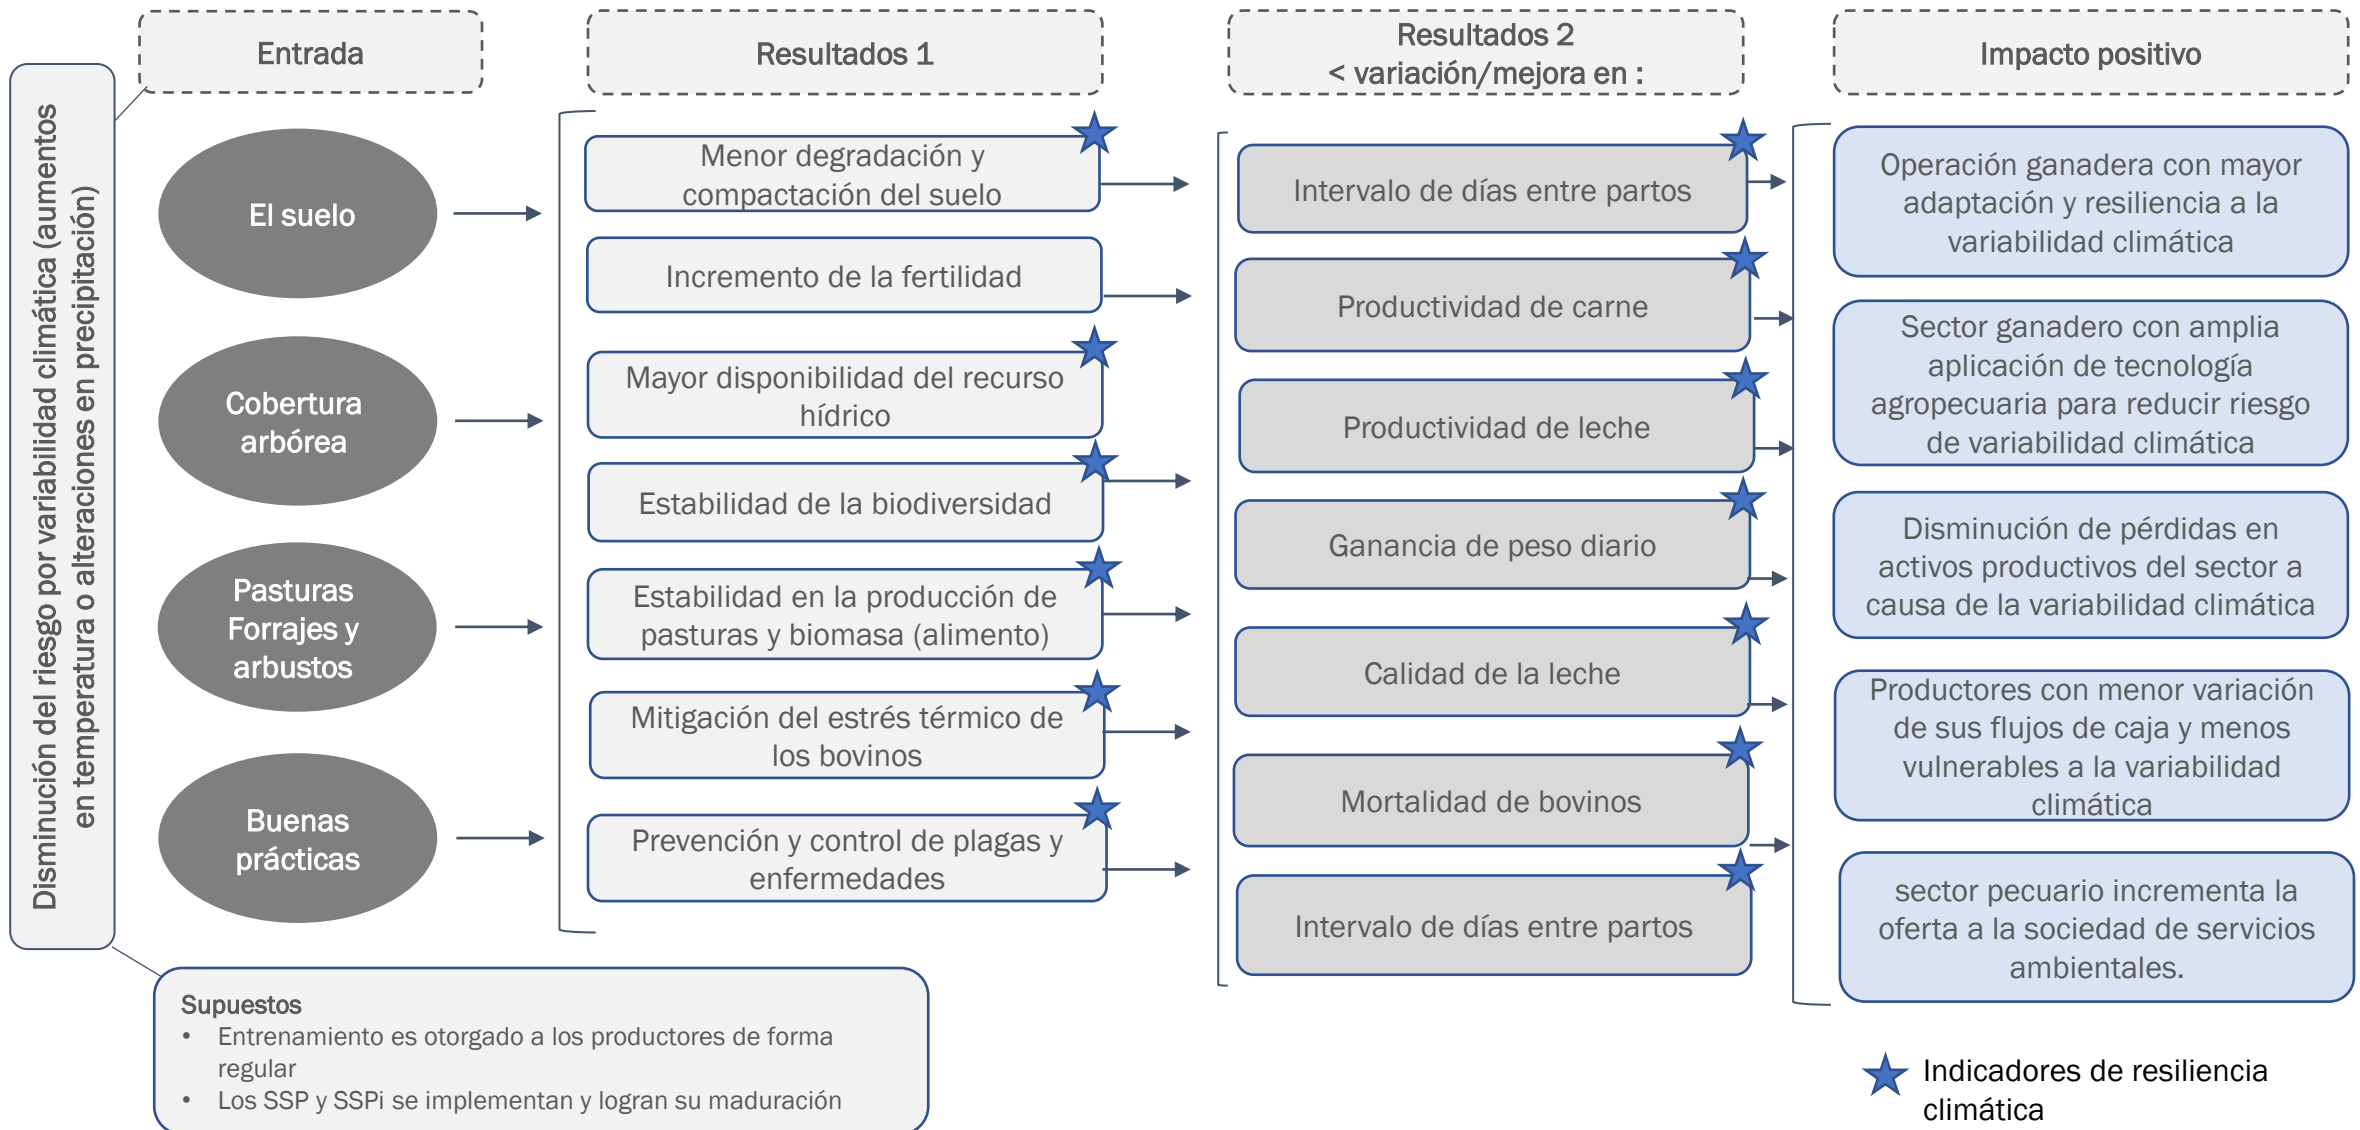 Disminución del riesgo por variabilidad climática (aumentos
en temperatura o alteraciones en precipitación)
Entrada
El suelo
Cobertura
arbórea
Pasturas
Forrajes y
arbustos
Buenas
prácticas
Resultados 1
Menor degradación y
compactación del suelo
Incremento de la fertilidad
Mayor disponibilidad del recurso
hídrico
Estabilidad de la biodiversidad
Estabilidad en la producción de
pasturas y biomasa (alimento)
Mitigación del estrés térmico de
los bovinos
Prevención y control de plagas y
enfermedades
Resultados 2
< variación/mejora en :
Intervalo de días entre partos
Productividad de carne
Productividad de leche
Ganancia de peso diario
Calidad de la leche
Mortalidad de bovinos
Intervalo de días entre partos
Impacto positivo
Operación ganadera con mayor
adaptación y resiliencia a la
variabilidad climática
Sector ganadero con amplia
aplicación de tecnología
agropecuaria para reducir riesgo
de variabilidad climática
Disminución de pérdidas en
activos productivos del sector a
causa de la variabilidad climática
Productores con menor variación
de sus flujos de caja y menos
vulnerables a la variabilidad
climática
sector pecuario incrementa la
oferta a la sociedad de servicios
ambientales.
Supuestos
• Entrenamiento es otorgado a los productores de forma
regular
• Los SSP y SSPi se implementan y logran su maduración
Indicadores de resiliencia
climática